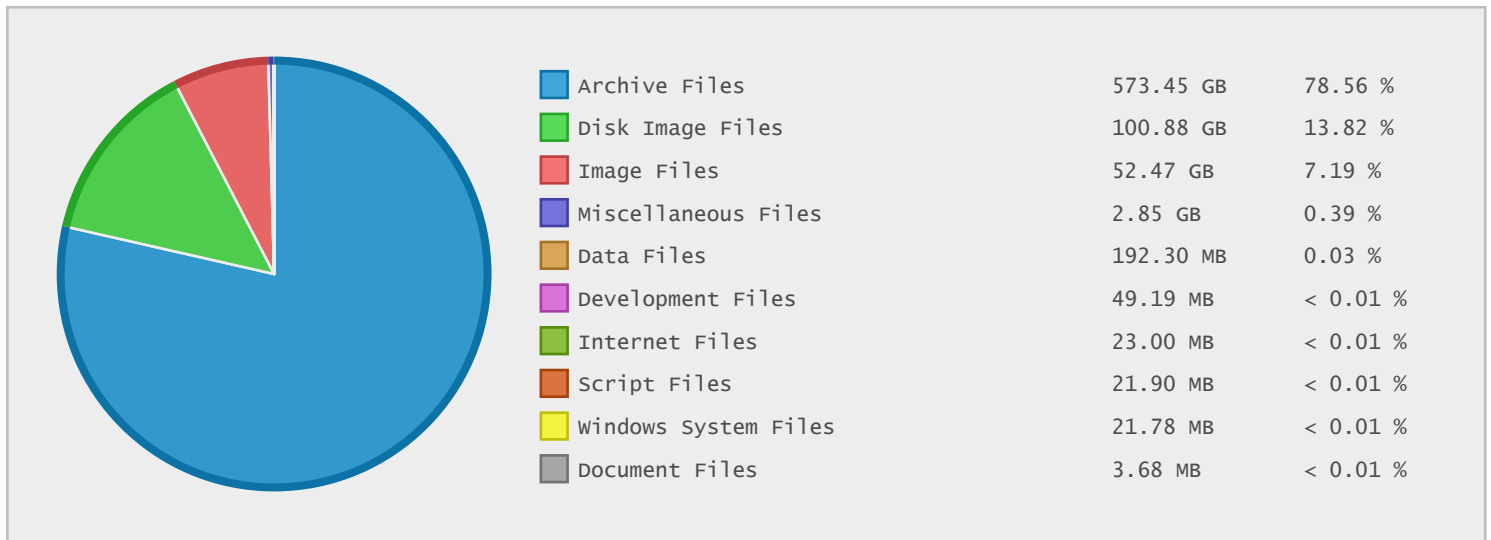 Archive Files 573.45 GB 78.56 %
Disk Image Files 100.88 GB 13.82 %
Image Files 52.47 GB 7.19 %
Miscellaneous Files 2.85 GB 0.39 %
Data Files 192.30 MB 0.03 %
Development Files 49.19 MB < 0.01 %
Internet Files 23.00 MB < 0.01 %
Script Files 21.90 MB < 0.01 %
Windows System Files 21.78 MB < 0.01 %
Document Files 3.68 MB < 0.01 %